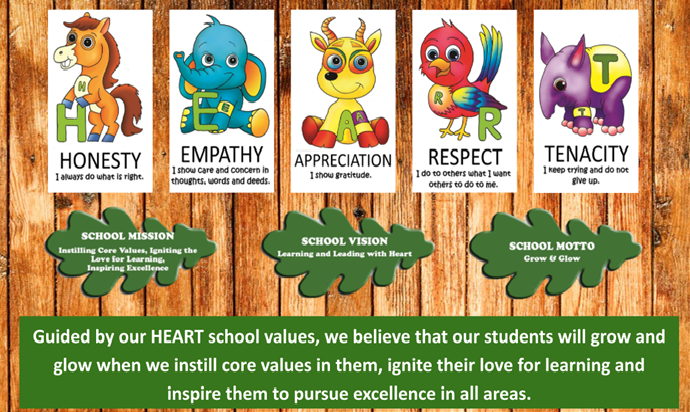 H
N
HONESTY
I always do what is right.
E
E
EMPATHY
I show care and concern in
thoughts, words and deeds.
A
A
APPRECIATION
I show gratitude.
R
R
RESPECT
I do to others what I want
others to do to me.
T
T
TENACITY
I keep trying and do not
give up.
SCHOOL MISSION
Instilling Core Values, Igniting the
Love for Learning,
Inspiring Excellence
SCHOOL VISION
Learning and Leading with Heart
SCHOOL MOTTO
Grow & Glow
Guided by our HEART school values, we believe that our students will grow and
glow when we instill core values in them, ignite their love for learning and
inspire them to pursue excellence in all areas.